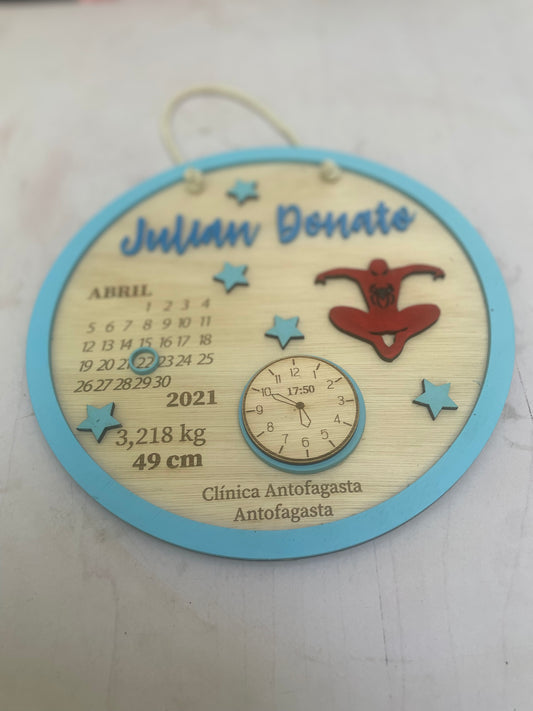 Julian Donato
ABRIL
1 2 3 4
5 6 7 8 9 10 11
12 13 14 15 16 17 18
19 20 21 22 23 24 25
26 27 28 29 30
2021
3,218 kg
49 cm
12
11 1
10 17:50 2
9 3
8 4
7 5
6
Clínica Antofagasta
Antofagasta